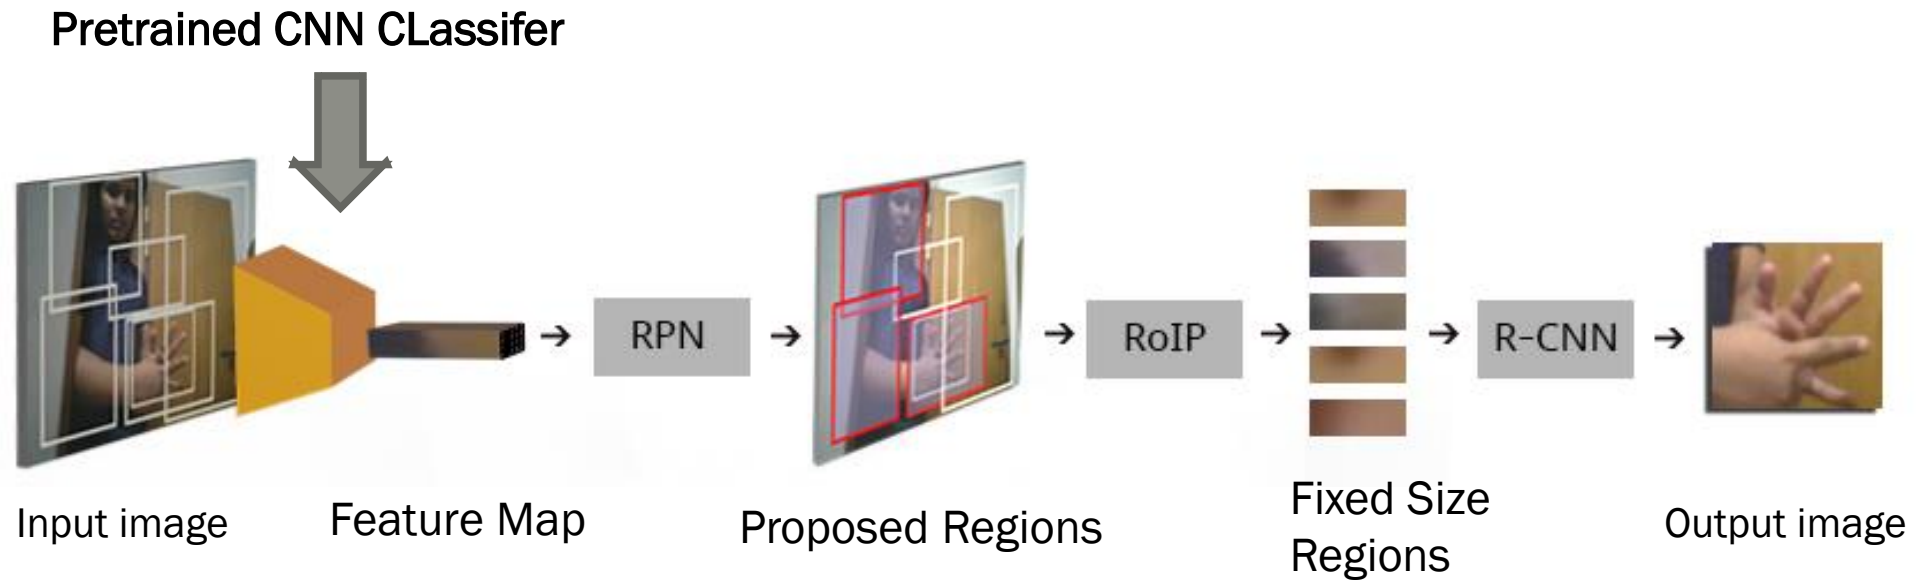 Pretrained CNN CLassifer
RPN
RoIP
R-CNN
Input image
Feature Map
Proposed Regions
Fixed Size
Regions
Output image